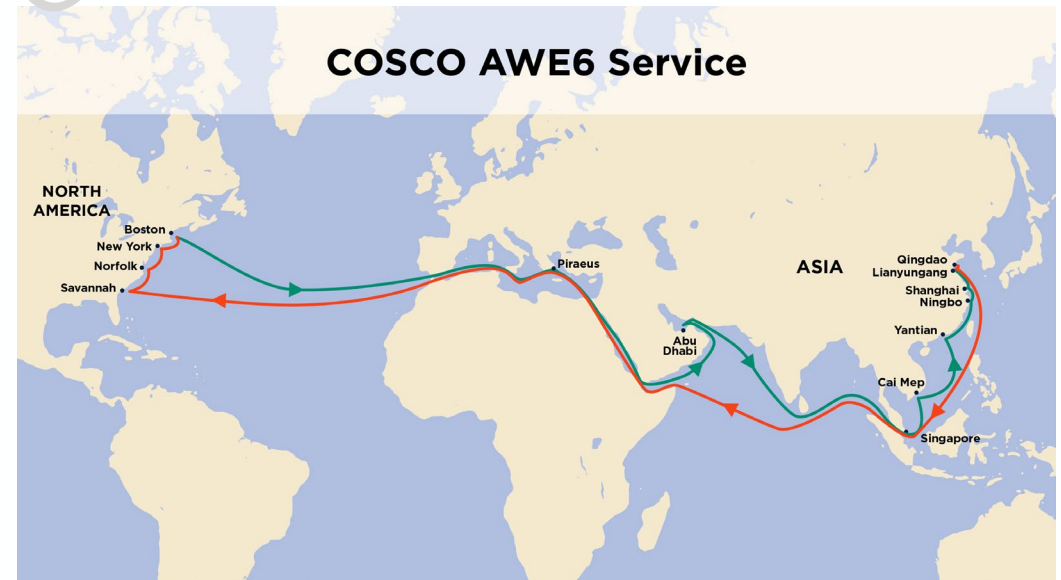 COSCO AWE6 Service
NORTH
AMERICA
Boston
New York
Norfolk
Savannah
Piraeus
ASIA
Abu
Dhabi
Qingdao
Lianyungang
Shanghai
Ningbo
Yantian
Cai Mep
Singapore